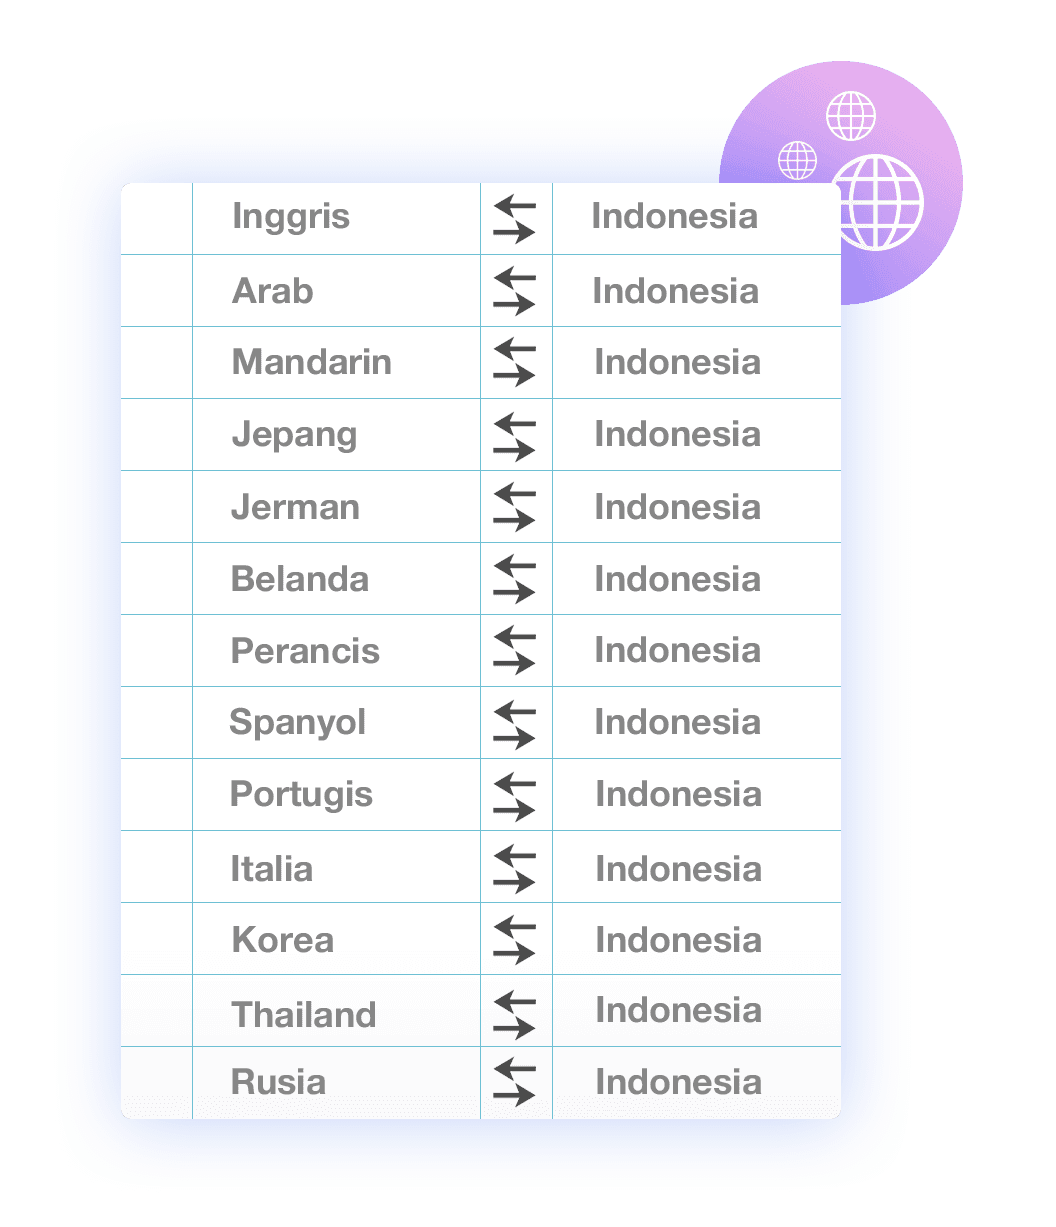 Inggris Indonesia
Arab Indonesia
Mandarin Indonesia
Jepang Indonesia
Jerman Indonesia
Belanda Indonesia
Perancis Indonesia
Spanyol Indonesia
Portugis Indonesia
Italia Indonesia
Korea Indonesia
Thailand Indonesia
Rusia Indonesia